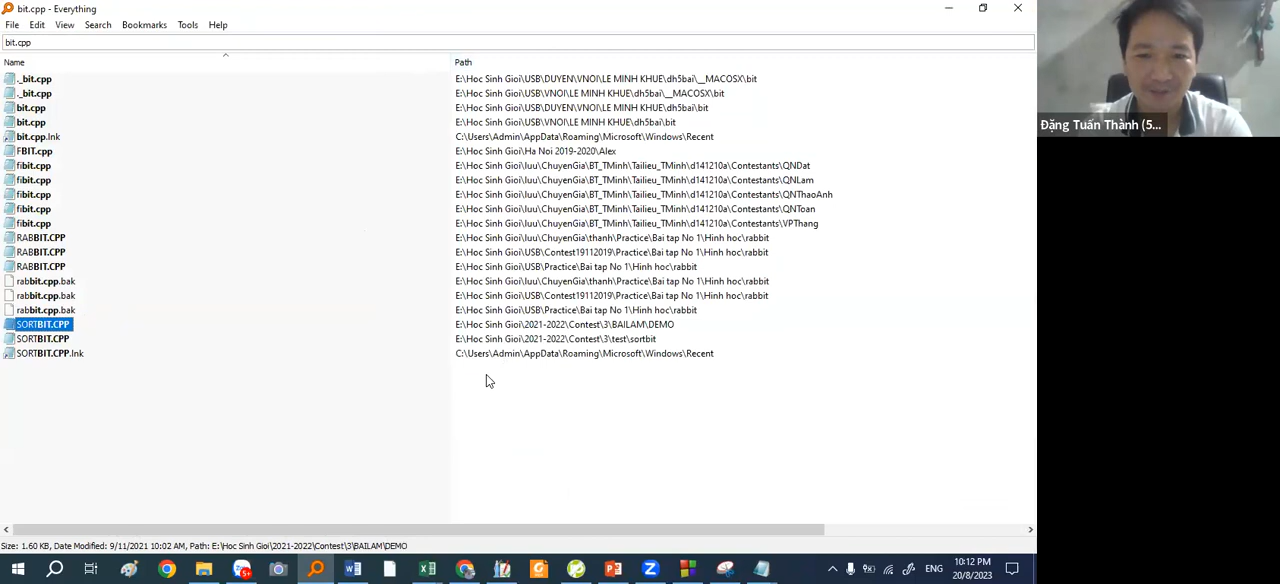 bit.cpp - Everything
File Edit View Search Bookmarks Tools Help
bit.cpp
Name Path
._bit.cpp E:\Hoc Sinh Gioi\USB\DUYEN\VNOI\LE MINH KHUE\dh5bai\__MACOSX\bit
._bit.cpp E:\Hoc Sinh Gioi\USB\VNOI\LE MINH KHUE\dh5bai\__MACOSX\bit
bit.cpp E:\Hoc Sinh Gioi\USB\DUYEN\VNOI\LE MINH KHUE\dh5bai\bit
bit.cpp E:\Hoc Sinh Gioi\USB\VNOI\LE MINH KHUE\dh5bai\bit
bit.cpp.lnk C:\Users\Admin\AppData\Roaming\Microsoft\Windows\Recent
FBIT.cpp E:\Hoc Sinh Gioi\Ha Noi 2019-2020\Alex
fibit.cpp E:\Hoc Sinh Gioi\luu\ChuyenGia\BT_TMinh\Tailieu_TMinh\d141210a\Contestants\QNDat
fibit.cpp E:\Hoc Sinh Gioi\luu\ChuyenGia\BT_TMinh\Tailieu_TMinh\d141210a\Contestants\QNLam
fibit.cpp E:\Hoc Sinh Gioi\luu\ChuyenGia\BT_TMinh\Tailieu_TMinh\d141210a\Contestants\QNThaoAnh
fibit.cpp E:\Hoc Sinh Gioi\luu\ChuyenGia\BT_TMinh\Tailieu_TMinh\d141210a\Contestants\QNToan
fibit.cpp E:\Hoc Sinh Gioi\luu\ChuyenGia\BT_TMinh\Tailieu_TMinh\d141210a\Contestants\VPThang
RABBIT.CPP E:\Hoc Sinh Gioi\luu\ChuyenGia\thanh\Practice\Bai tap No 1\Hinh hoc\rabbit
RABBIT.CPP E:\Hoc Sinh Gioi\USB\Contest19112019\Practice\Bai tap No 1\Hinh hoc\rabbit
RABBIT.CPP E:\Hoc Sinh Gioi\USB\Practice\Bai tap No 1\Hinh hoc\rabbit
rabbit.cpp.bak E:\Hoc Sinh Gioi\luu\ChuyenGia\thanh\Practice\Bai tap No 1\Hinh hoc\rabbit
rabbit.cpp.bak E:\Hoc Sinh Gioi\USB\Contest19112019\Practice\Bai tap No 1\Hinh hoc\rabbit
rabbit.cpp.bak E:\Hoc Sinh Gioi\USB\Practice\Bai tap No 1\Hinh hoc\rabbit
SORTBIT.CPP E:\Hoc Sinh Gioi\2021-2022\Contest\3\BAILAM\DEMO
SORTBIT.CPP E:\Hoc Sinh Gioi\2021-2022\Contest\3\test\sortbit
SORTBIT.CPP.lnk C:\Users\Admin\AppData\Roaming\Microsoft\Windows\Recent
Size: 1.60 KB, Date Modified: 9/11/2021 10:02 AM, Path: E:\Hoc Sinh Gioi\2021-2022\Contest\3\BAILAM\DEMO
Đặng Tuấn Thành (5...
5+
ENG
10:12 PM
20/8/2023